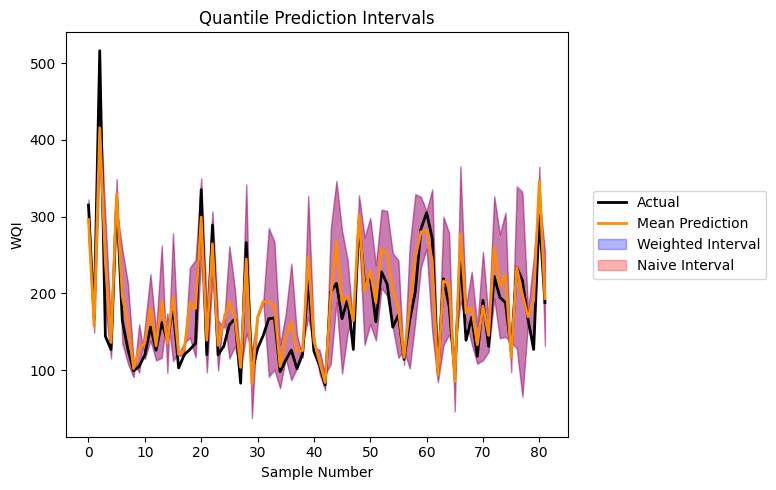 Quantile Prediction Intervals
WQI
500
400
300
200
100
0 10 20 30 40 50 60 70 80
Sample Number
Actual
Mean Prediction
Weighted Interval
Naive Interval